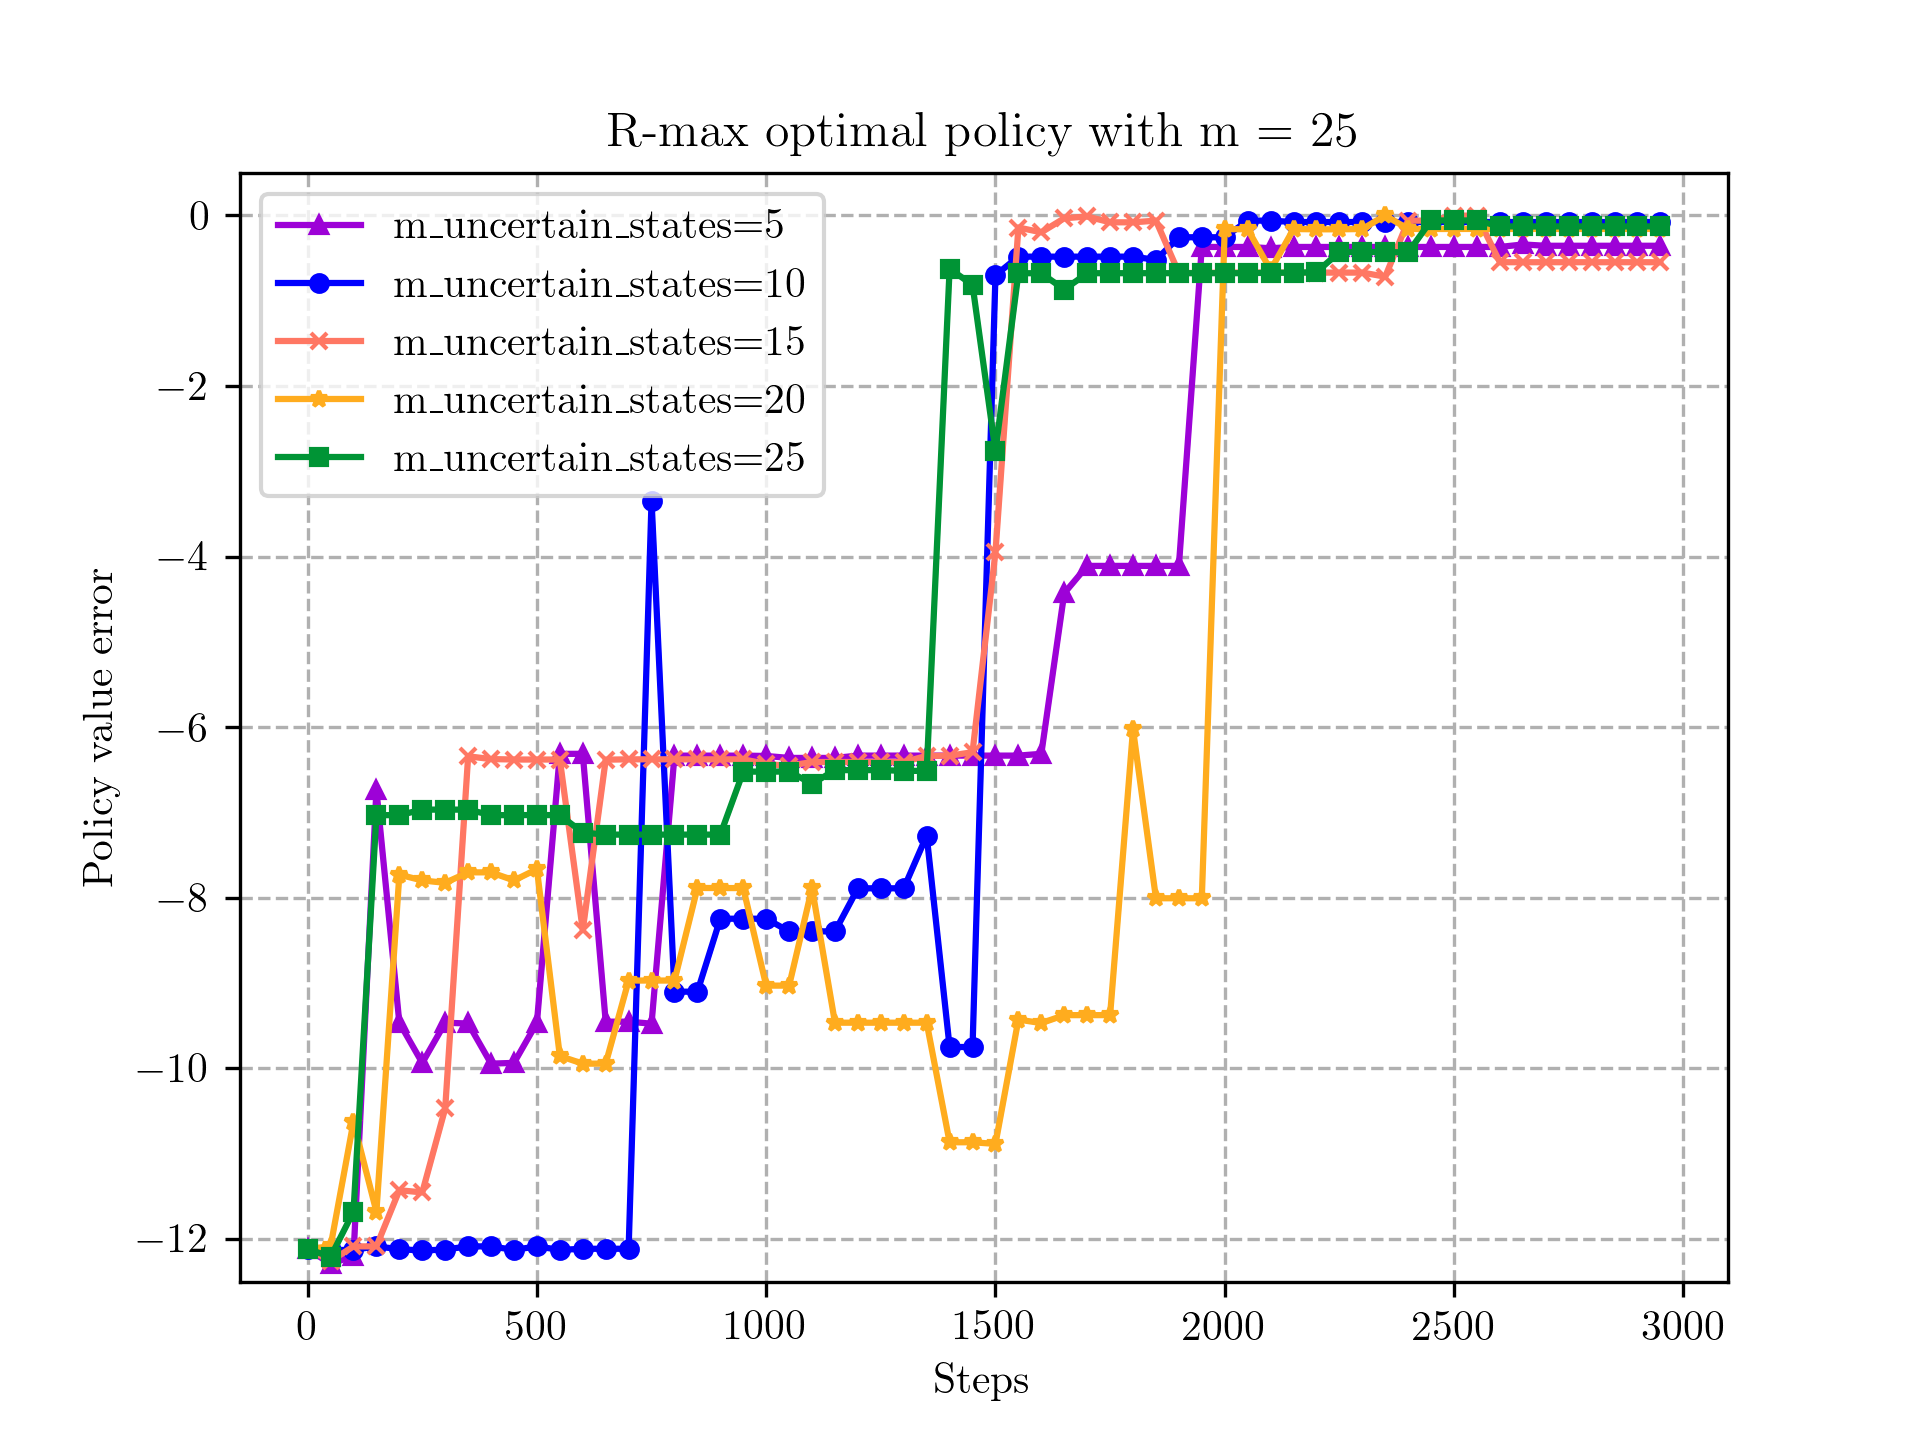 R-max optimal policy with m = 25
m_uncertain_states=5
m_uncertain_states=10
m_uncertain_states=15
m_uncertain_states=20
m_uncertain_states=25
0
−2
−4
−6
−8
−10
−12
Policy value error
0 500 1000 1500 2000 2500 3000
Steps